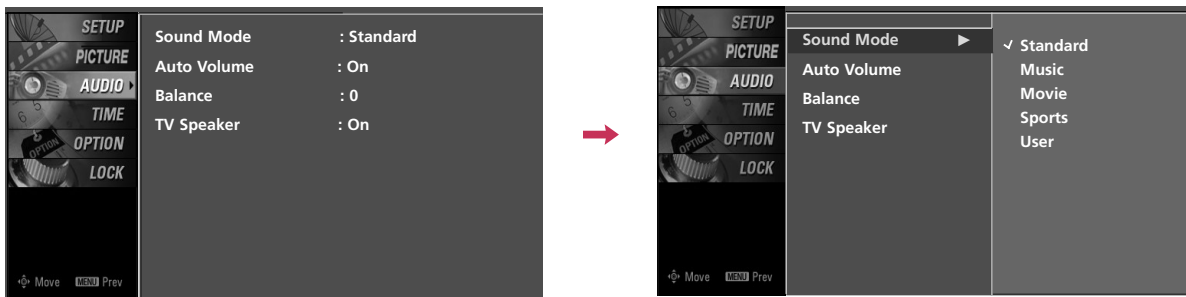 SETUP
PICTURE
AUDIO
TIME
OPTION
LOCK
Move MENU Prev
Sound Mode : Standard
Auto Volume : On
Balance : 0
TV Speaker : On
SETUP
PICTURE
AUDIO
TIME
OPTION
LOCK
Move MENU Prev
Sound Mode ►
Auto Volume
Balance
TV Speaker
✓ Standard
Music
Movie
Sports
User